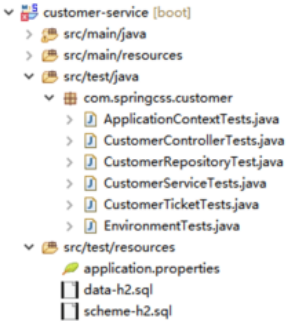 customer-service [boot]
src/main/java
src/main/resources
src/test/java
com.springcss.customer
ApplicationContextTests.java
CustomerControllerTests.java
CustomerRepositoryTest.java
CustomerServiceTests.java
CustomerTicketTests.java
EnvironmentTests.java
src/test/resources
application.properties
data-h2.sql
scheme-h2.sql